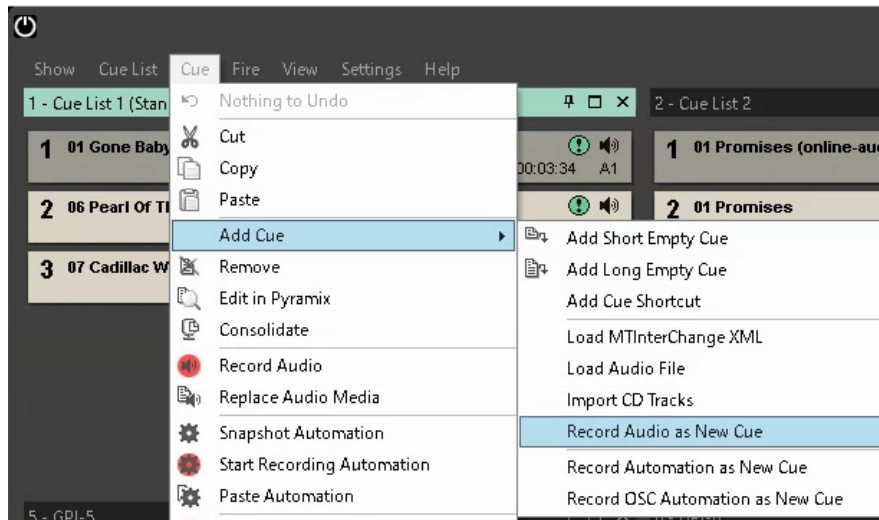 Show Cue List Cue Fire View Settings Help
1 - Cue List 1 (Stan
2 - Cue List 2
1 01 Gone Baby
00:03:34 A1
2 06 Pearl Of
3 07 Cadillac W
Nothing to Undo
Cut
Copy
Paste
Add Cue
Remove
Edit in Pyramix
Consolidate
Record Audio
Replace Audio Media
Snapshot Automation
Start Recording Automation
Paste Automation
1 01 Promises (online-au
2 01 Promises
Add Short Empty Cue
Add Long Empty Cue
Add Cue Shortcut
Load MTInterChange XML
Load Audio File
Import CD Tracks
Record Audio as New Cue
Record Automation as New Cue
Record OSC Automation as New Cue
5 - GPI-5